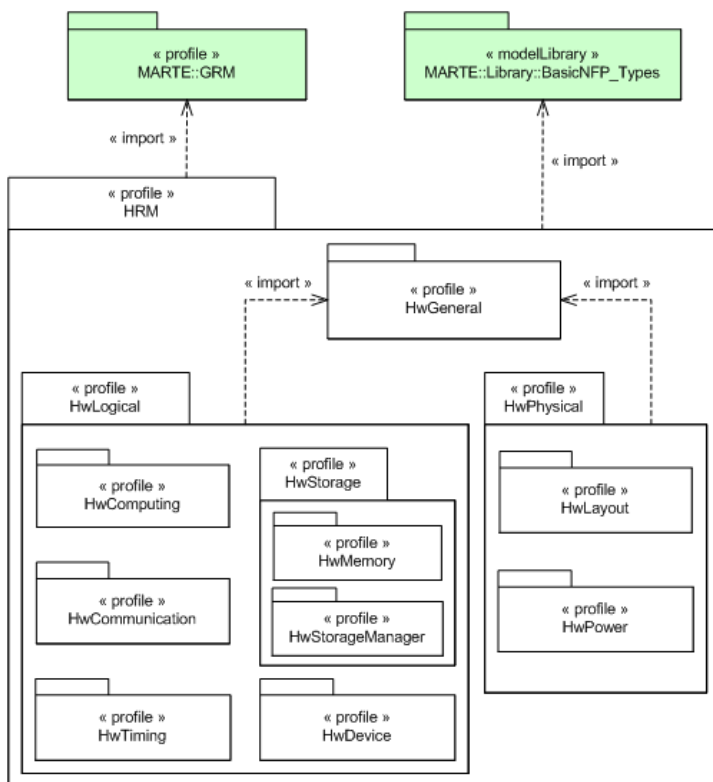 « profile »
MARTE::GRM
« modelLibrary »
MARTE::Library::BasicNFP_Types
« import »
« import »
« profile »
HRM
« import »
« profile »
HwGeneral
« import »
« profile »
HwLogical
« profile »
HwPhysical
« profile »
HwComputing
« profile »
HwStorage
« profile »
HwMemory
« profile »
HwLayout
« profile »
HwCommunication
« profile »
HwStorageManager
« profile »
HwPower
« profile »
HwTiming
« profile »
HwDevice